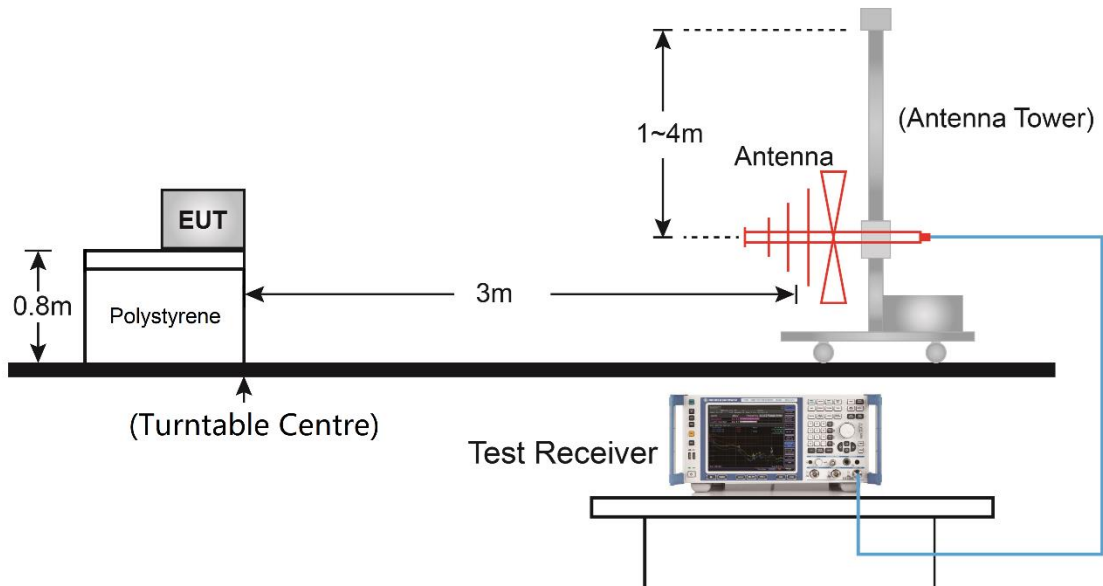 1~4m
(Antenna Tower)
Antenna
EUT
0.8m
Polystyrene
3m
(Turntable Centre)
Test Receiver